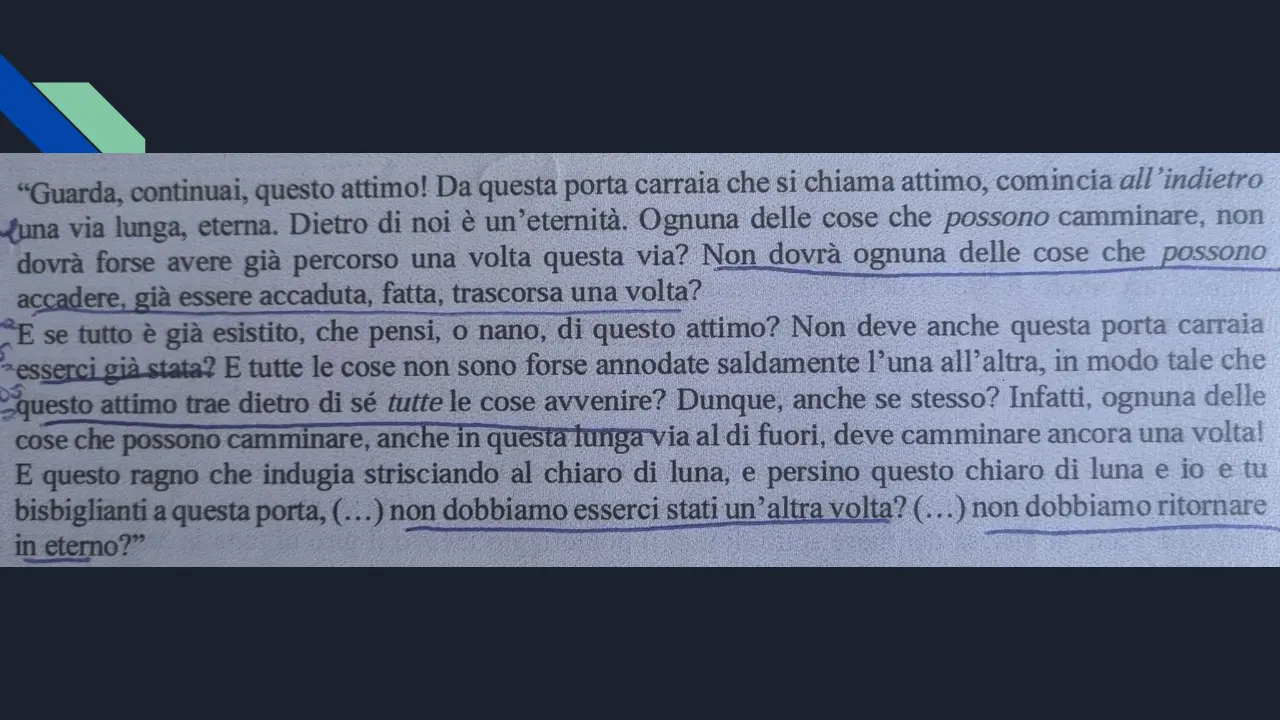 “Guarda, continuai, questo attimo! Da questa porta carraia che si chiama attimo, comincia all’indietro
una via lunga, eterna. Dietro di noi è un’eternità. Ognuna delle cose che possono camminare, non
dovrà forse avere già percorso una volta questa via? Non dovrà ognuna delle cose che possono
accadere, già essere accaduta, fatta, trascorsa una volta?
E se tutto è già esistito, che pensi, o nano, di questo attimo? Non deve anche questa porta carraia
esserci già stata? E tutte le cose non sono forse annodate saldamente l’una all’altra, in modo tale che
questo attimo trae dietro di sé tutte le cose avvenire? Dunque, anche se stesso? Infatti, ognuna delle
cose che possono camminare, anche in questa lunga via al di fuori, deve camminare ancora una volta!
E questo ragno che indugia strisciando al chiaro di luna, e persino questo chiaro di luna e io e tu
bisbiglianti a questa porta, (…) non dobbiamo esserci stati un’altra volta? (…) non dobbiamo ritornare
in eterno?”